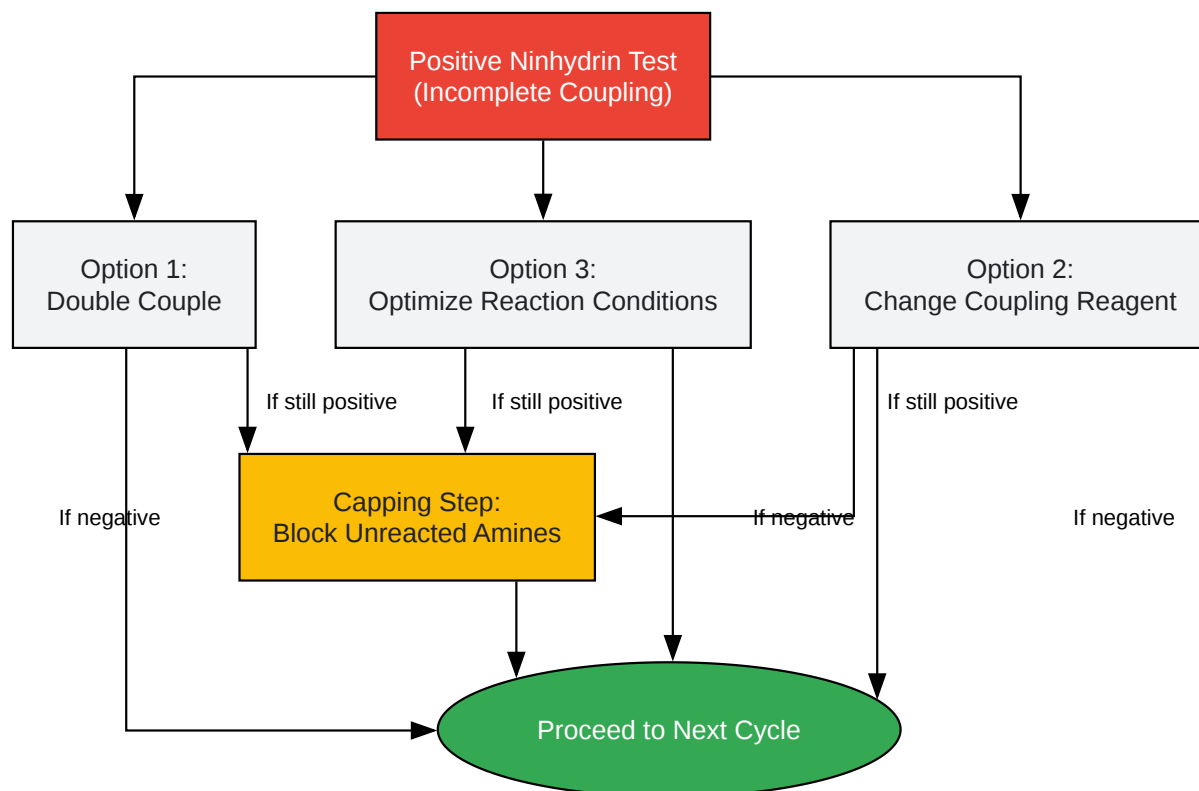 Positive Ninhydrin Test
(Incomplete Coupling)
Option 1:
Double Couple
Option 3:
Optimize Reaction Conditions
Option 2:
Change Coupling Reagent
If still positive
If still positive
If still positive
Capping Step:
Block Unreacted Amines
If negative
If negative
If negative
Proceed to Next Cycle